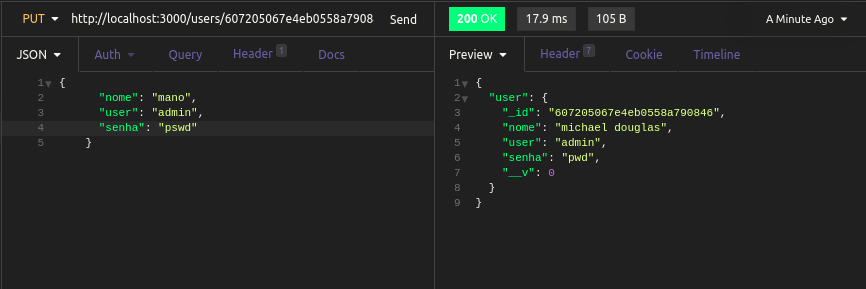 PUT http://localhost:3000/users/607205067e4eb0558a7908 Send
200 OK 17.9 ms 105 B A Minute Ago
JSON Auth Query Header 1 Docs
Preview Header 7 Cookie Timeline
1 {
2 "nome": "mano",
3 "user": "admin",
4 "senha": "pswd"
5 }
1 {
2 "user": {
3 "_id": "607205067e4eb0558a790846",
4 "nome": "michael douglas",
5 "user": "admin",
6 "senha": "pwd",
7 "__v": 0
8 }
9 }